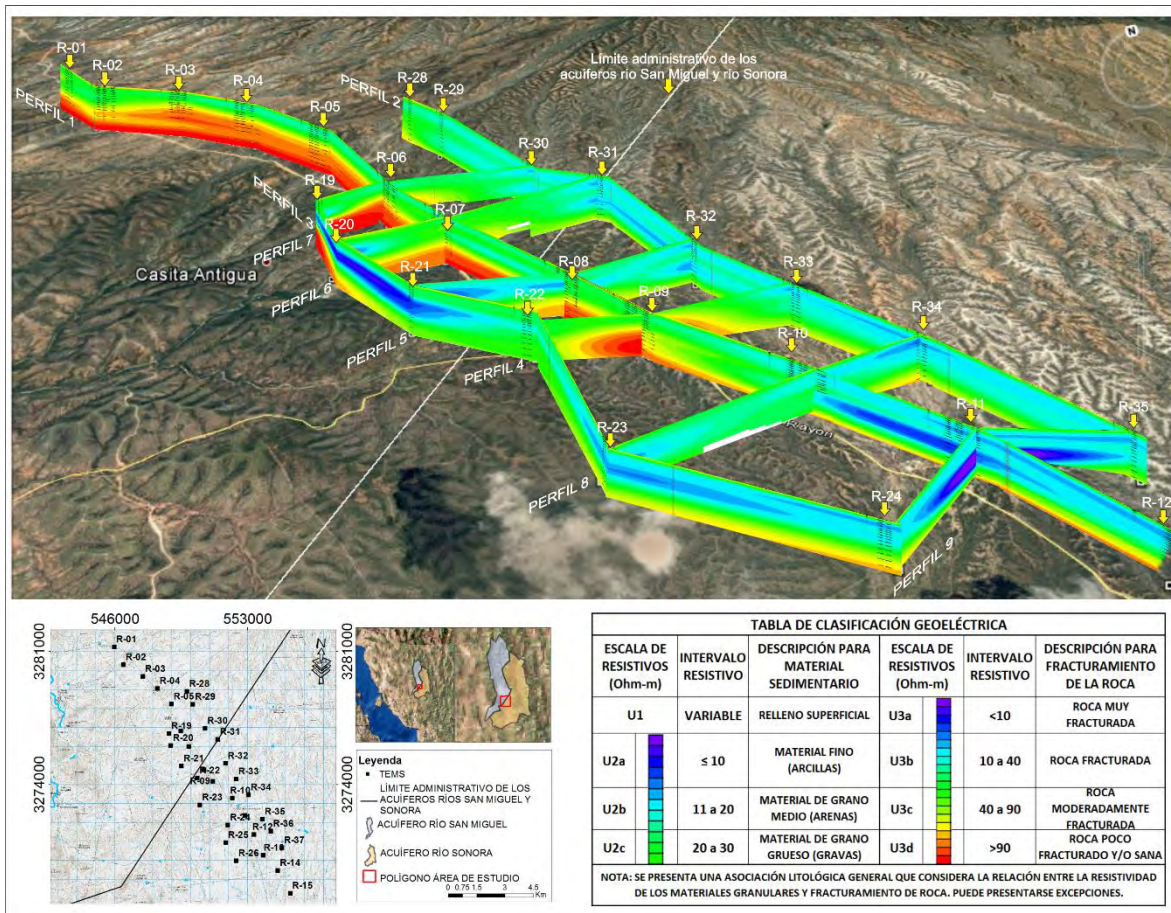 R-01
R-02
R-03
R-04
R-05
PERFIL 1
R-28
R-29
PERFIL 2
Límite administrativo de los
acuíferos río San Miguel y río Sonora
N
R-30
R-31
R-06
R-19
PERFIL 3
R-07
R-20
PERFIL 7
R-32
Casita Antigua
R-21
PERFIL 6
R-08
R-33
R-22
R-09
PERFIL 5
R-34
R-10
PERFIL 4
R-11
R-35
Rayon
R-23
PERFIL 8
R-24
R-12
PERFIL 9
546000
553000
3281000
3281000
3274000
3274000
N
R-01
R-02
R-03
R-04
R-28
R-05
R-29
R-30
R-19
R-31
R-20
R-21
R-32
R-22
R-33
R-09
R-10
R-34
R-23
R-35
R-24
R-36
R-25
R-37
R-26
R-14
R-15
Leyenda
TEMS
LÍMITE ADMINISTRATIVO DE LOS
ACUÍFEROS RÍOS SAN MIGUEL Y
SONORA
ACUÍFERO RÍO SAN MIGUEL
ACUÍFERO RÍO SONORA
POLÍGONO ÁREA DE ESTUDIO
0 0.75 1.5 3 4.5
Km
TABLA DE CLASIFICACIÓN GEOELÉCTRICA
ESCALA DE RESISTIVOS (Ohm-m) INTERVALO RESISTIVO DESCRIPCIÓN PARA MATERIAL SEDIMENTARIO ESCALA DE RESISTIVOS (Ohm-m) INTERVALO RESISTIVO DESCRIPCIÓN PARA FRACTURAMIENTO DE LA ROCA
U1 VARIABLE RELLENO SUPERFICIAL U3a <10 ROCA MUY FRACTURADA
U2a ≤ 10 MATERIAL FINO (ARCILLAS) U3b 10 a 40 ROCA FRACTURADA
U2b 11 a 20 MATERIAL DE GRANO MEDIO (ARENAS) U3c 40 a 90 ROCA MODERADAMENTE FRACTURADA
U2c 20 a 30 MATERIAL DE GRANO GRUESO (GRAVAS) U3d >90 ROCA POCO FRACTURADO Y/O SANA
NOTA: SE PRESENTA UNA ASOCIACIÓN LITOLÓGICA GENERAL QUE CONSIDERA LA RELACIÓN ENTRE LA RESISTIVIDAD
DE LOS MATERIALES GRANULARES Y FRACTURAMIENTO DE ROCA. PUEDE PRESENTARSE EXCEPCIONES.